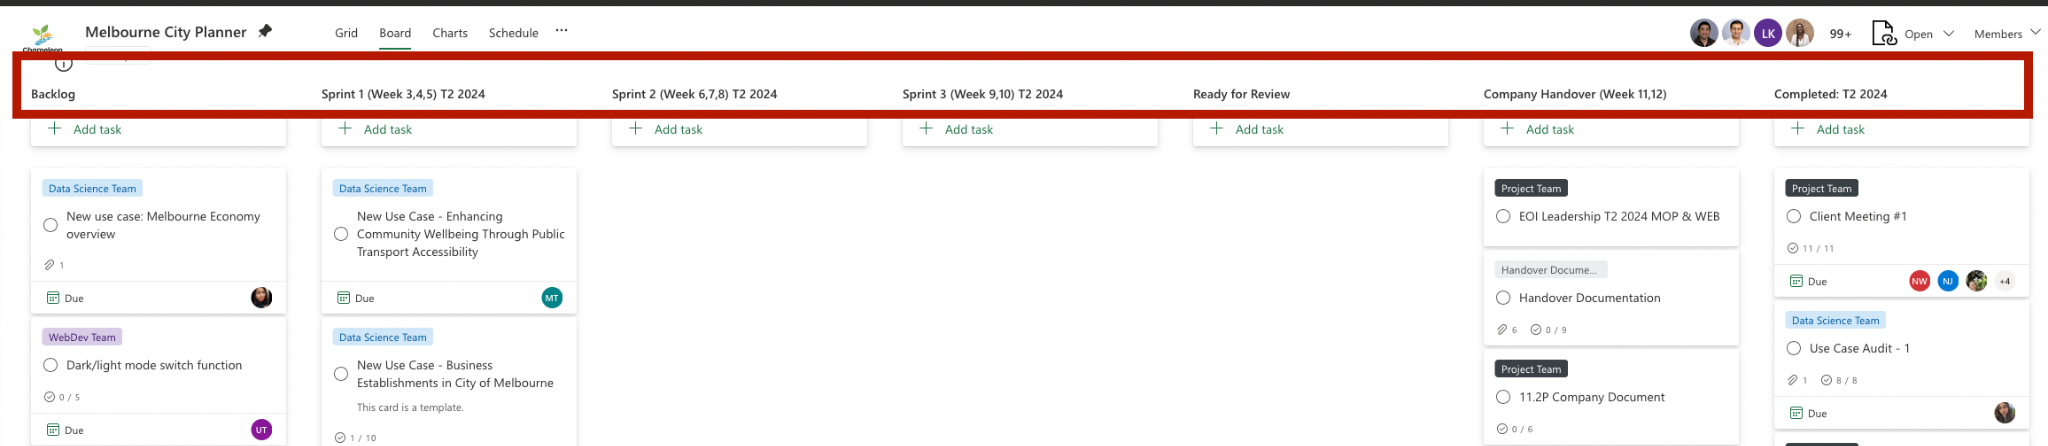 Melbourne City Planner
Grid
Board
Charts
Schedule
...
LK
99+
Open
Members
Chameleon
Backlog
Sprint 1 (Week 3,4,5) T2 2024
Sprint 2 (Week 6,7,8) T2 2024
Sprint 3 (Week 9,10) T2 2024
Ready for Review
Company Handover (Week 11,12)
Completed: T2 2024
Add task
Add task
Add task
Add task
Add task
Add task
Add task
Data Science Team
New use case: Melbourne Economy
overview
1
Due
WebDev Team
Dark/light mode switch function
0 / 5
Due
UT
Data Science Team
New Use Case - Enhancing
Community Wellbeing Through Public
Transport Accessibility
Due
MT
Data Science Team
New Use Case - Business
Establishments in City of Melbourne
This card is a template.
1 / 10
Project Team
EOI Leadership T2 2024 MOP & WEB
Handover Docume...
Handover Documentation
6
0 / 9
Project Team
11.2P Company Document
0 / 6
Project Team
Client Meeting #1
11 / 11
Due
NW
NJ
+4
Data Science Team
Use Case Audit - 1
1
8 / 8
Due